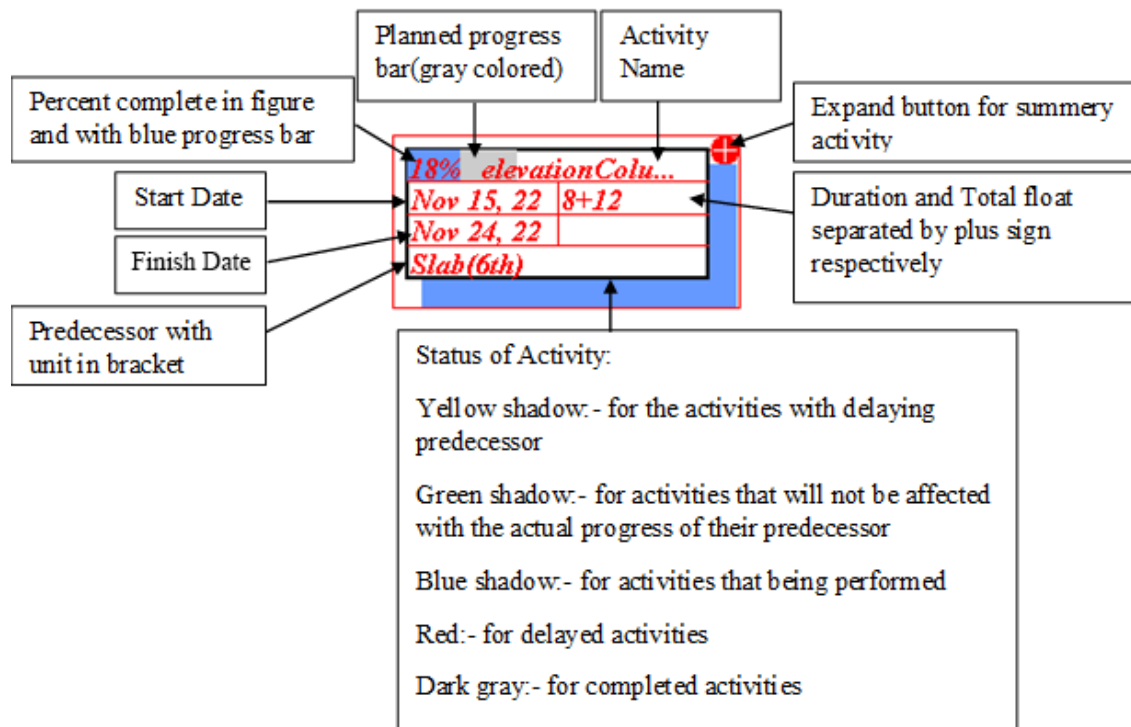 Planned progress
bar(gray colored)
Activity
Name
Percent complete in figure
and with blue progress bar
Expand button for summery
activity
18% elevationColu...
Start Date
Nov 15, 22
8+12
Duration and Total float
separated by plus sign
respectively
Finish Date
Nov 24, 22
Slab(6th)
Predecessor with
unit in bracket
Status of Activity:
Yellow shadow:- for the activities with delaying
predecessor
Green shadow:- for activities that will not be affected
with the actual progress of their predecessor
Blue shadow:- for activities that being performed
Red:- for delayed activities
Dark gray:- for completed activities